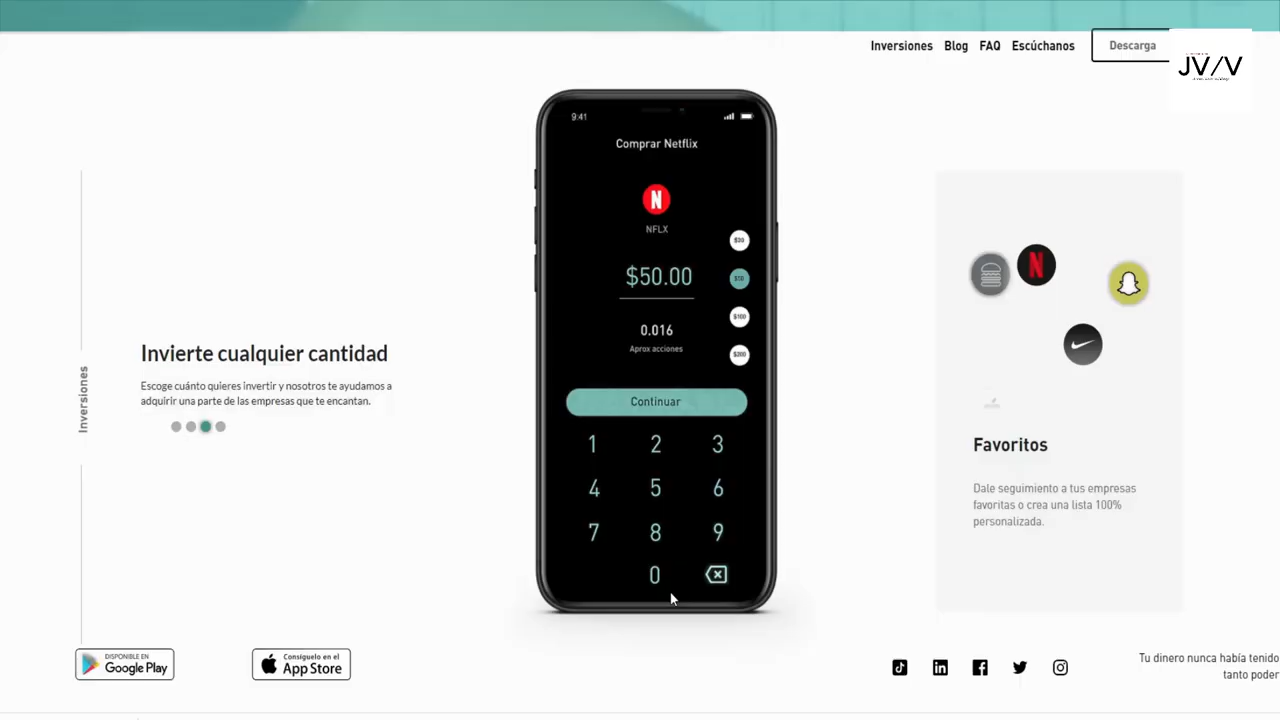 Inversiones Blog FAQ Escúchanos Descarga
JV/V
9:41
Comprar Netflix
N
NFLX
$50.00
0.016
Aprox acciones
$100
$200
Continuar
1 2 3
4 5 6
7 8 9
0
Inversiones
Invierte cualquier cantidad
Escoge cuánto quieres invertir y nosotros te ayudamos a
adquirir una parte de las empresas que te encantan.
N
Favoritos
Dale seguimiento a tus empresas
favoritas o crea una lista 100%
personalizada.
DISPONIBLE EN
Google Play
Consíguelo en el
App Store
Tu dinero nunca había tenido
tanto poder